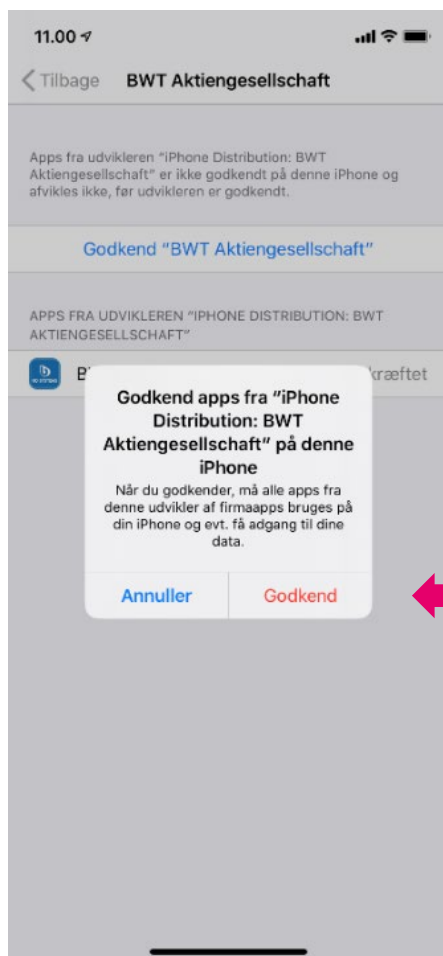 11.00
Tilbage BWT Aktiengesellschaft
Apps fra udvikleren "iPhone Distribution: BWT
Aktiengesellschaft" er ikke godkendt på denne iPhone og
afvikles ikke, før udvikleren er godkendt.
Godkend "BWT Aktiengesellschaft"
APPS FRA UDVIKLEREN "IPHONE DISTRIBUTION: BWT
AKTIENGESELLSCHAFT"
Godkend apps fra "iPhone
Distribution: BWT
Aktiengesellschaft" på denne
iPhone
Når du godkender, må alle apps fra
denne udvikler af firmaapps bruges på
din iPhone og evt. få adgang til dine
data.
Annuller Godkend